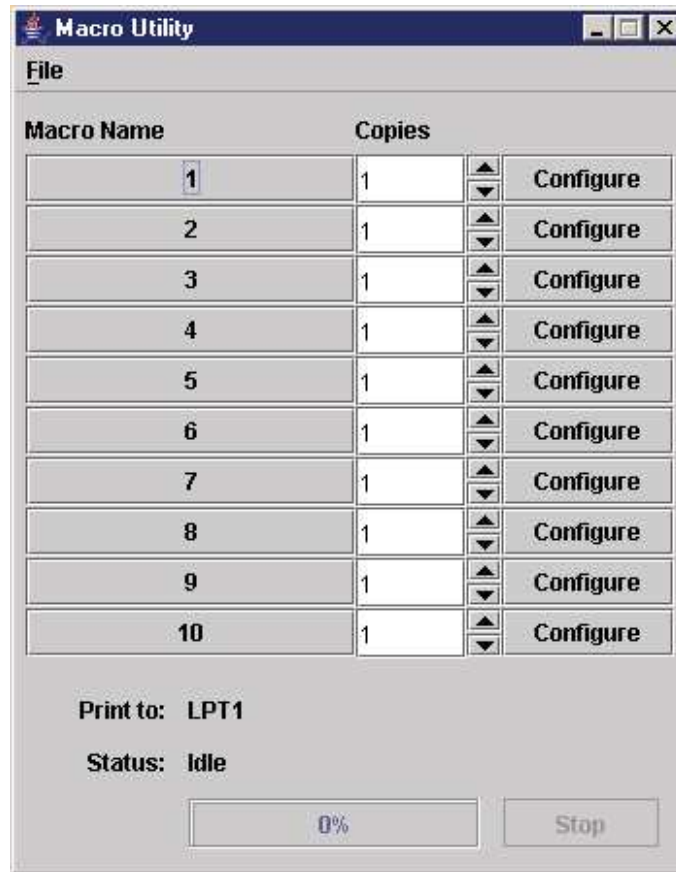 Macro Utility
File
Macro Name Copies
1 1 Configure
2 1 Configure
3 1 Configure
4 1 Configure
5 1 Configure
6 1 Configure
7 1 Configure
8 1 Configure
9 1 Configure
10 1 Configure
Print to: LPT1
Status: Idle
0% Stop